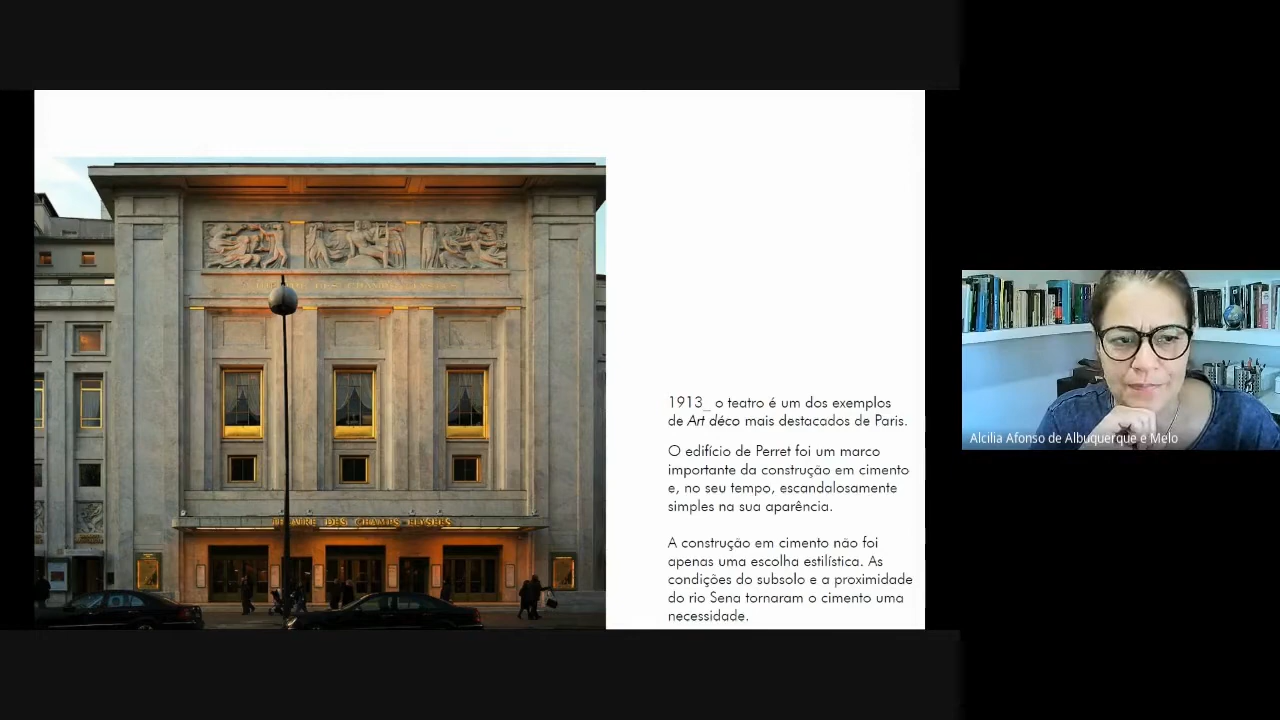 THEATRE DES CHAMPS ELYSEES
1913_ o teatro é um dos exemplos
de Art déco mais destacados de Paris.
O edifício de Perret foi um marco
importante da construção em cimento
e, no seu tempo, escandalosamente
simples na sua aparência.
A construção em cimento não foi
apenas uma escolha estilística. As
condições do subsolo e a proximidade
do rio Sena tornaram o cimento uma
necessidade.
Alcilia Afonso de Albuquerque e Melo